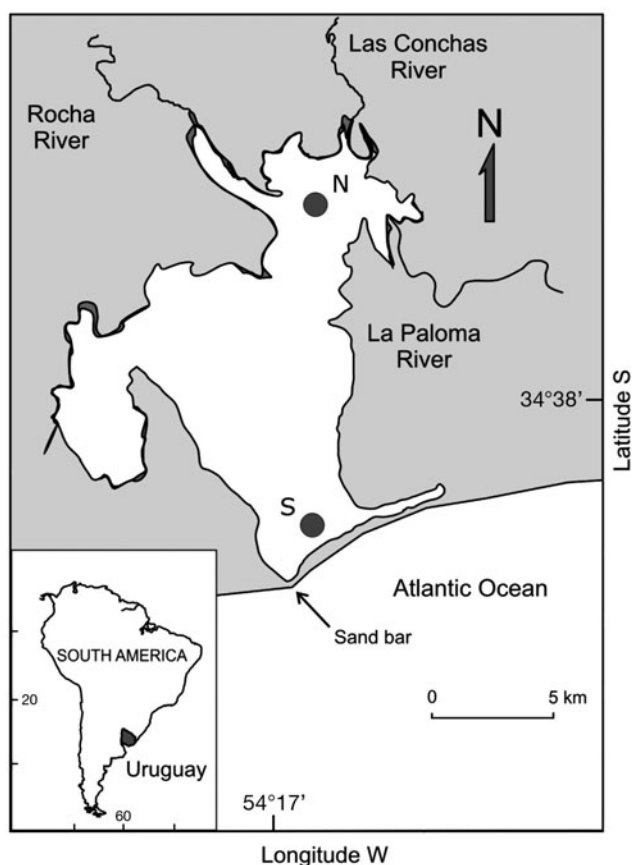 Las Conchas
River
Rocha
River
N
N
La Paloma
River
34°38'
Latitude S
S
Atlantic Ocean
Sand bar
SOUTH AMERICA
0
5 km
20
Uruguay
60
54°17'
Longitude W